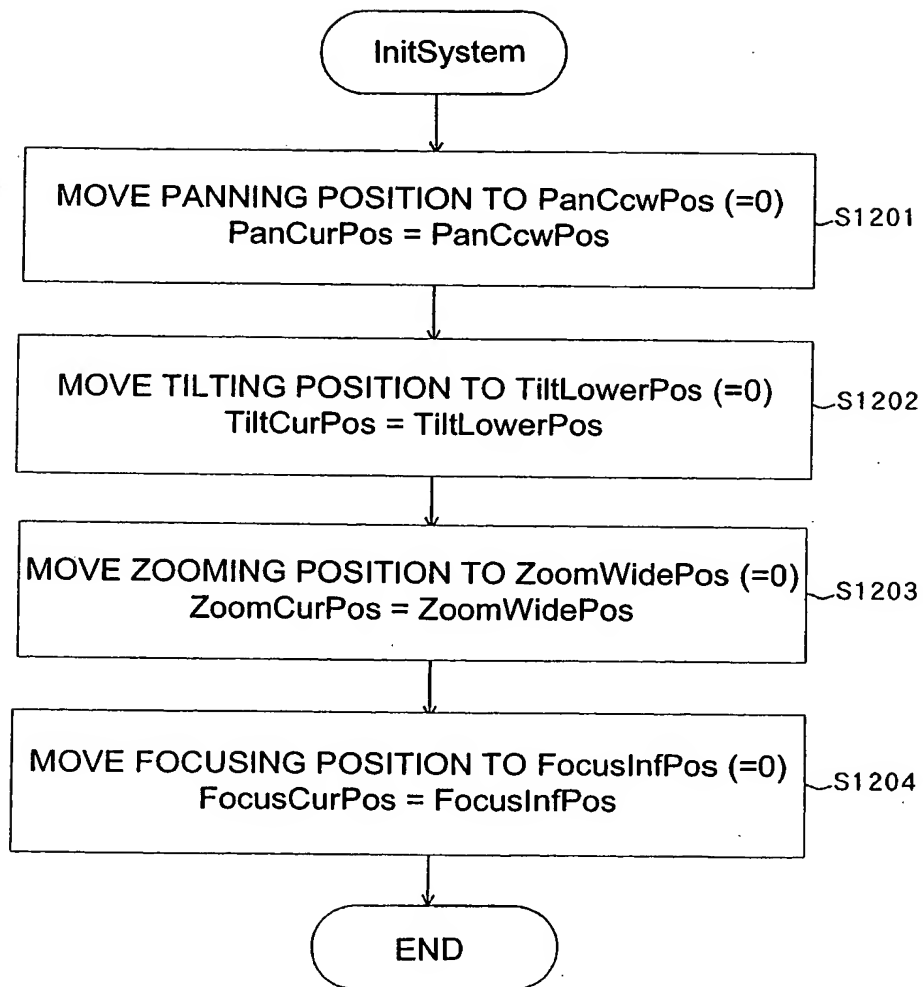 InitSystem
MOVE PANNING POSITION TO PanCcwPos (=0)
PanCurPos = PanCcwPos
S1201
MOVE TILTING POSITION TO TiltLowerPos (=0)
TiltCurPos = TiltLowerPos
S1202
MOVE ZOOMING POSITION TO ZoomWidePos (=0)
ZoomCurPos = ZoomWidePos
S1203
MOVE FOCUSING POSITION TO FocusInfPos (=0)
FocusCurPos = FocusInfPos
S1204
END